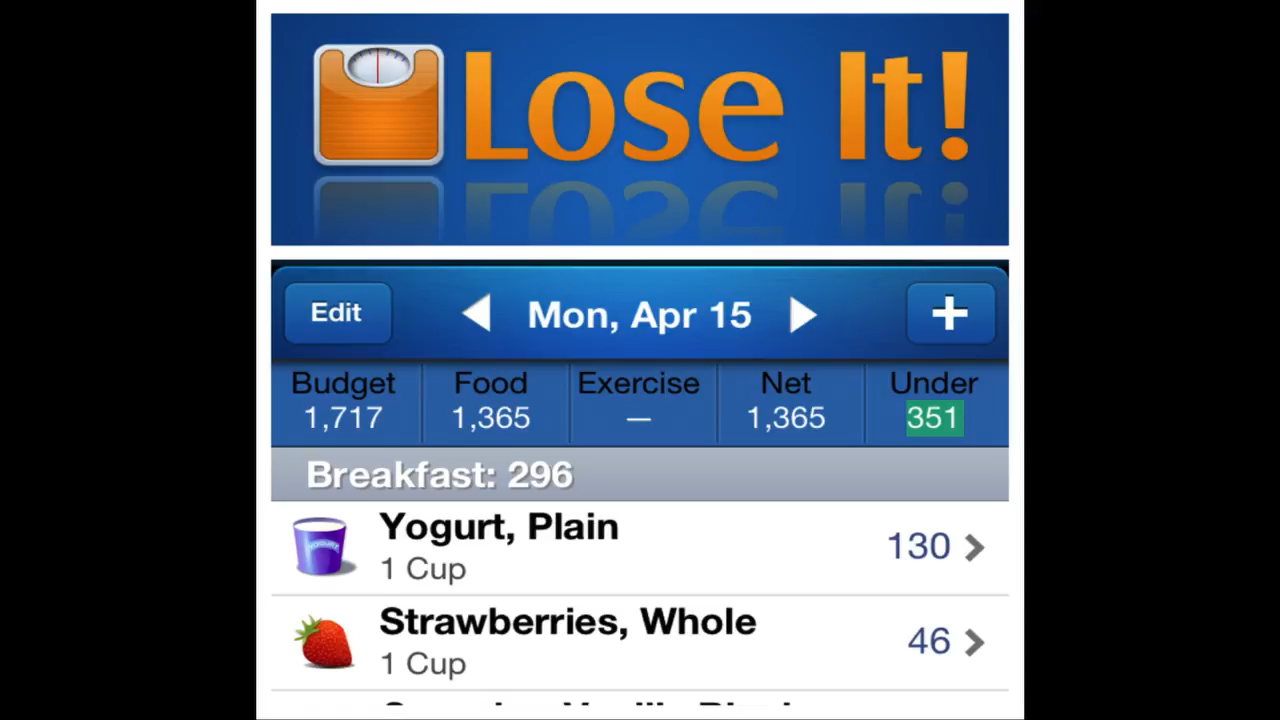 Lose It!
Edit
Mon, Apr 15
+
Budget Food Exercise Net Under
1,717 1,365 — 1,365 351
Breakfast: 296
Yogurt, Plain
1 Cup
130
Strawberries, Whole
1 Cup
46